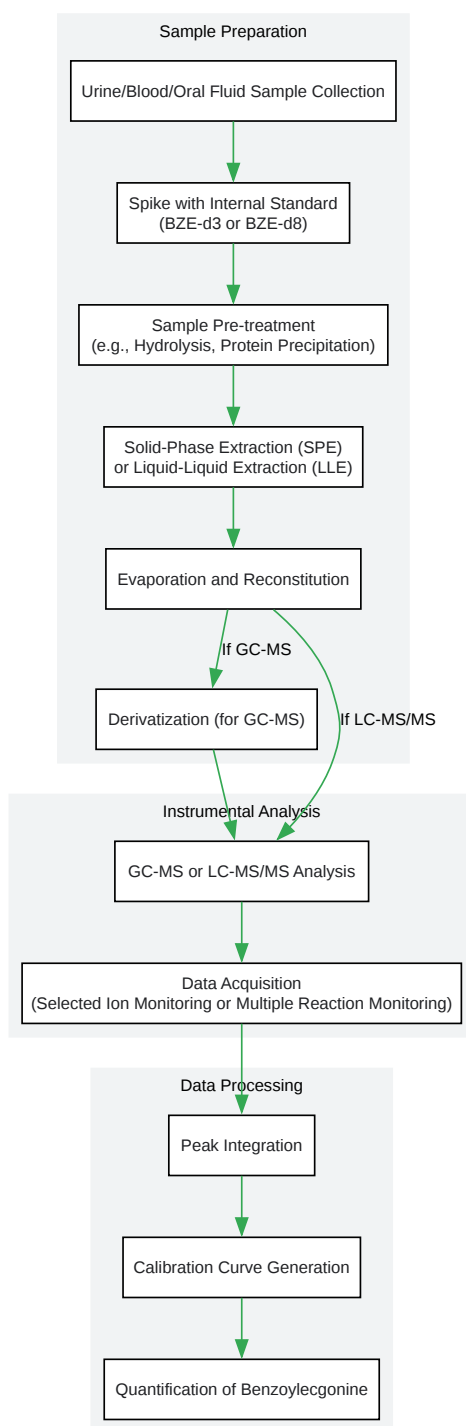 Sample Preparation
Urine/Blood/Oral Fluid Sample Collection
Spike with Internal Standard
(BZE-d3 or BZE-d8)
Sample Pre-treatment
(e.g., Hydrolysis, Protein Precipitation)
Solid-Phase Extraction (SPE)
or Liquid-Liquid Extraction (LLE)
Evaporation and Reconstitution
If GC-MS
Derivatization (for GC-MS)
If LC-MS/MS
Instrumental Analysis
GC-MS or LC-MS/MS Analysis
Data Acquisition
(Selected Ion Monitoring or Multiple Reaction Monitoring)
Data Processing
Peak Integration
Calibration Curve Generation
Quantification of Benzoylecgonine